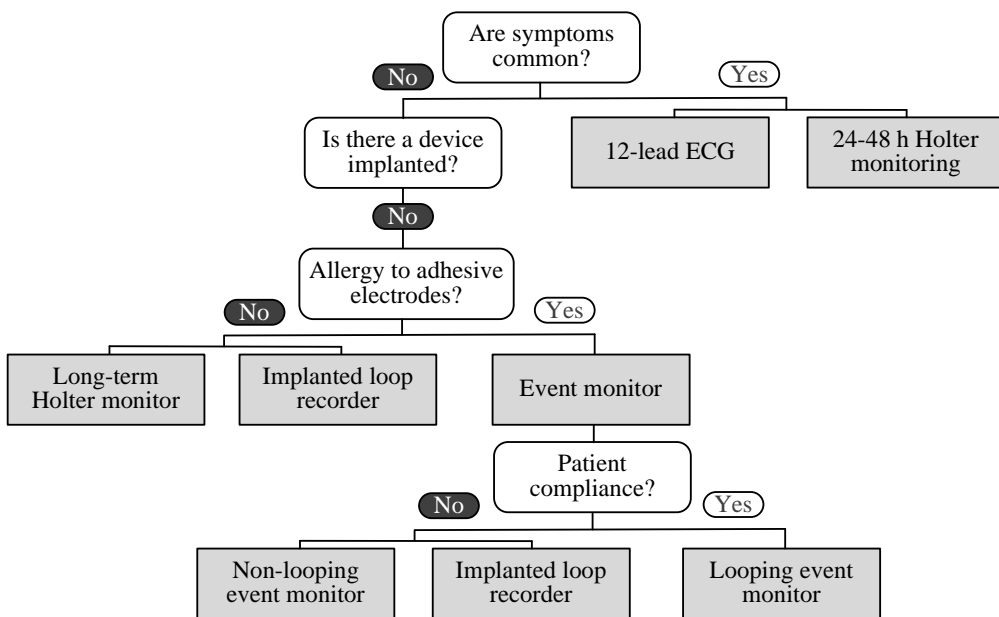 Are symptoms
common?
No
Yes
Is there a device
implanted?
12-lead ECG
24-48 h Holter
monitoring
No
Allergy to adhesive
electrodes?
No
Yes
Long-term
Holter monitor
Implanted loop
recorder
Event monitor
Patient
compliance?
No
Yes
Non-looping
event monitor
Implanted loop
recorder
Looping event
monitor